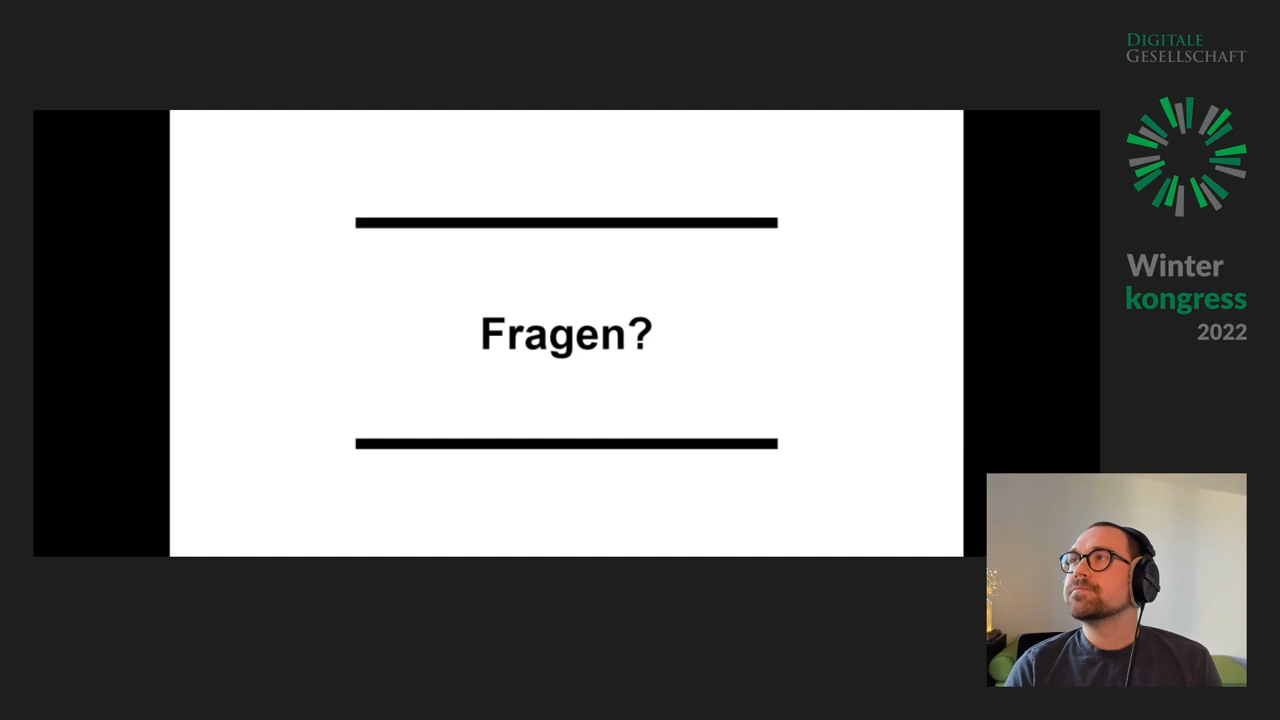 DIGITALE
GESELLSCHAFT
Fragen?
Winter
kongress
2022